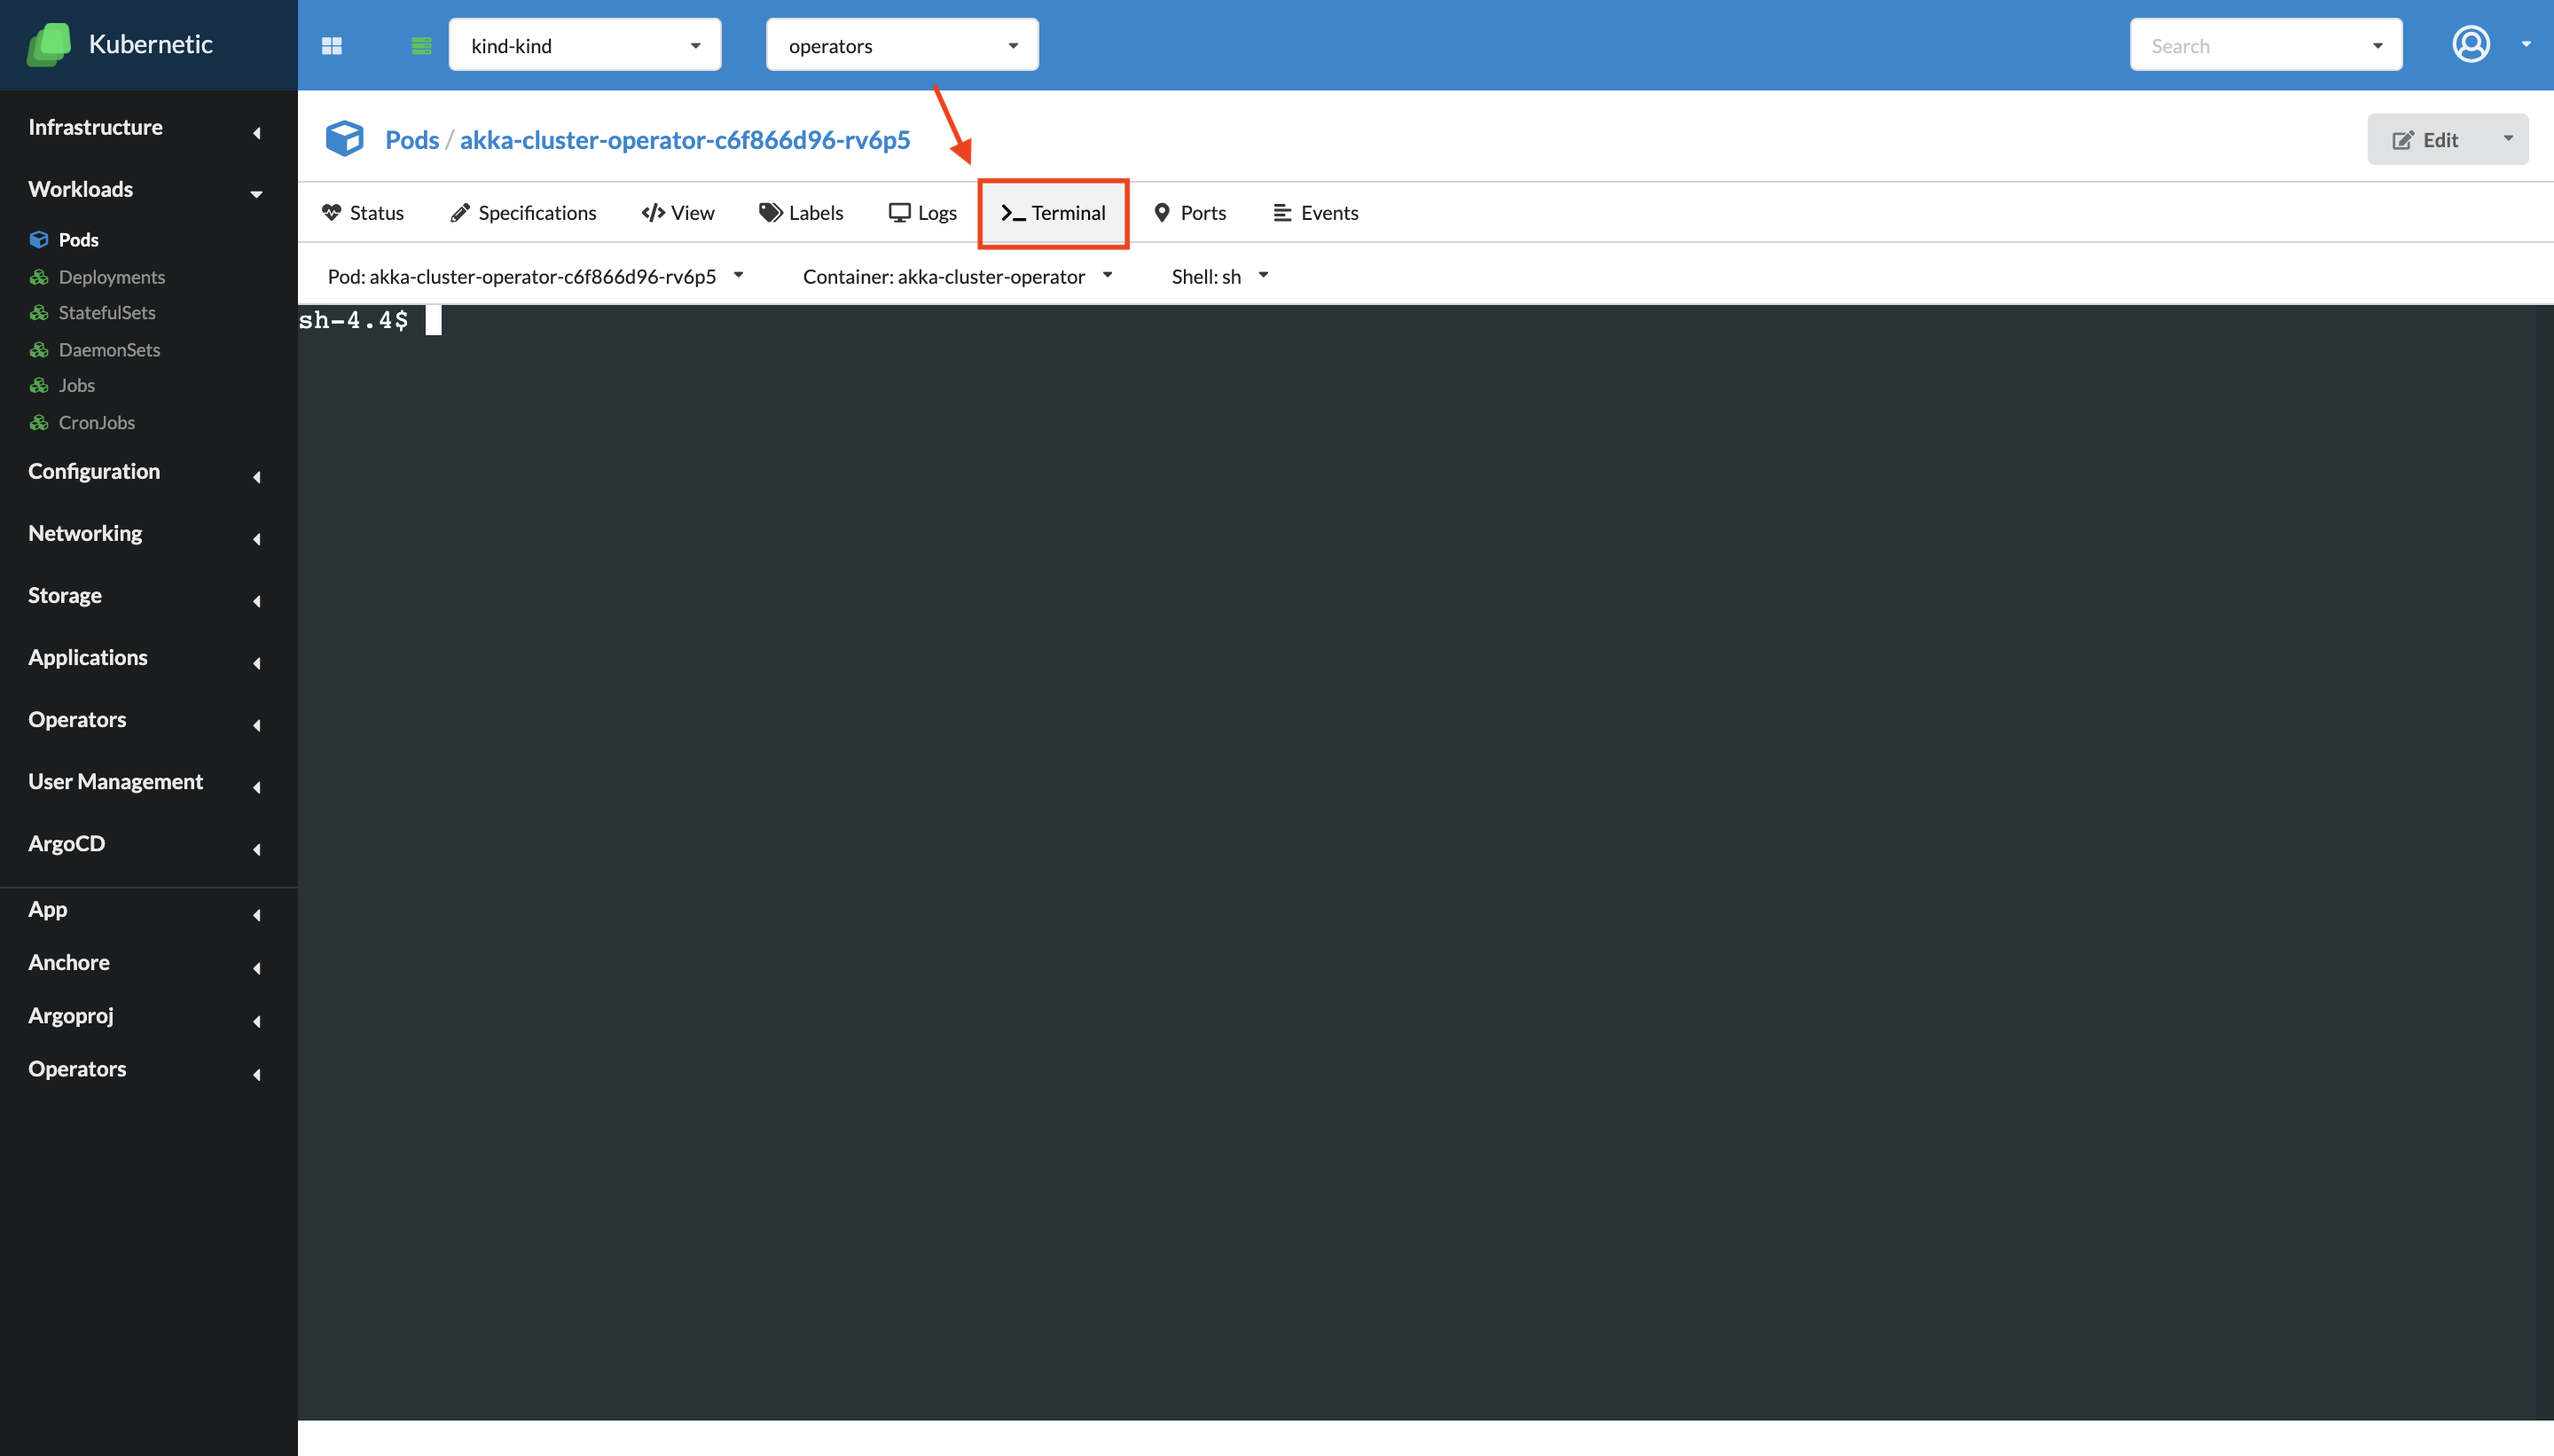 Kubernetic
kind-kind
operators
Search
Infrastructure
Workloads
Pods
Deployments
StatefulSets
DaemonSets
Jobs
CronJobs
Configuration
Networking
Storage
Applications
Operators
User Management
ArgoCD
App
Anchore
Argoproj
Operators
Pods / akka-cluster-operator-c6f866d96-rv6p5
Edit
Status Specifications View Labels Logs Terminal Ports Events
Pod: akka-cluster-operator-c6f866d96-rv6p5 Container: akka-cluster-operator Shell: sh
sh-4.4$